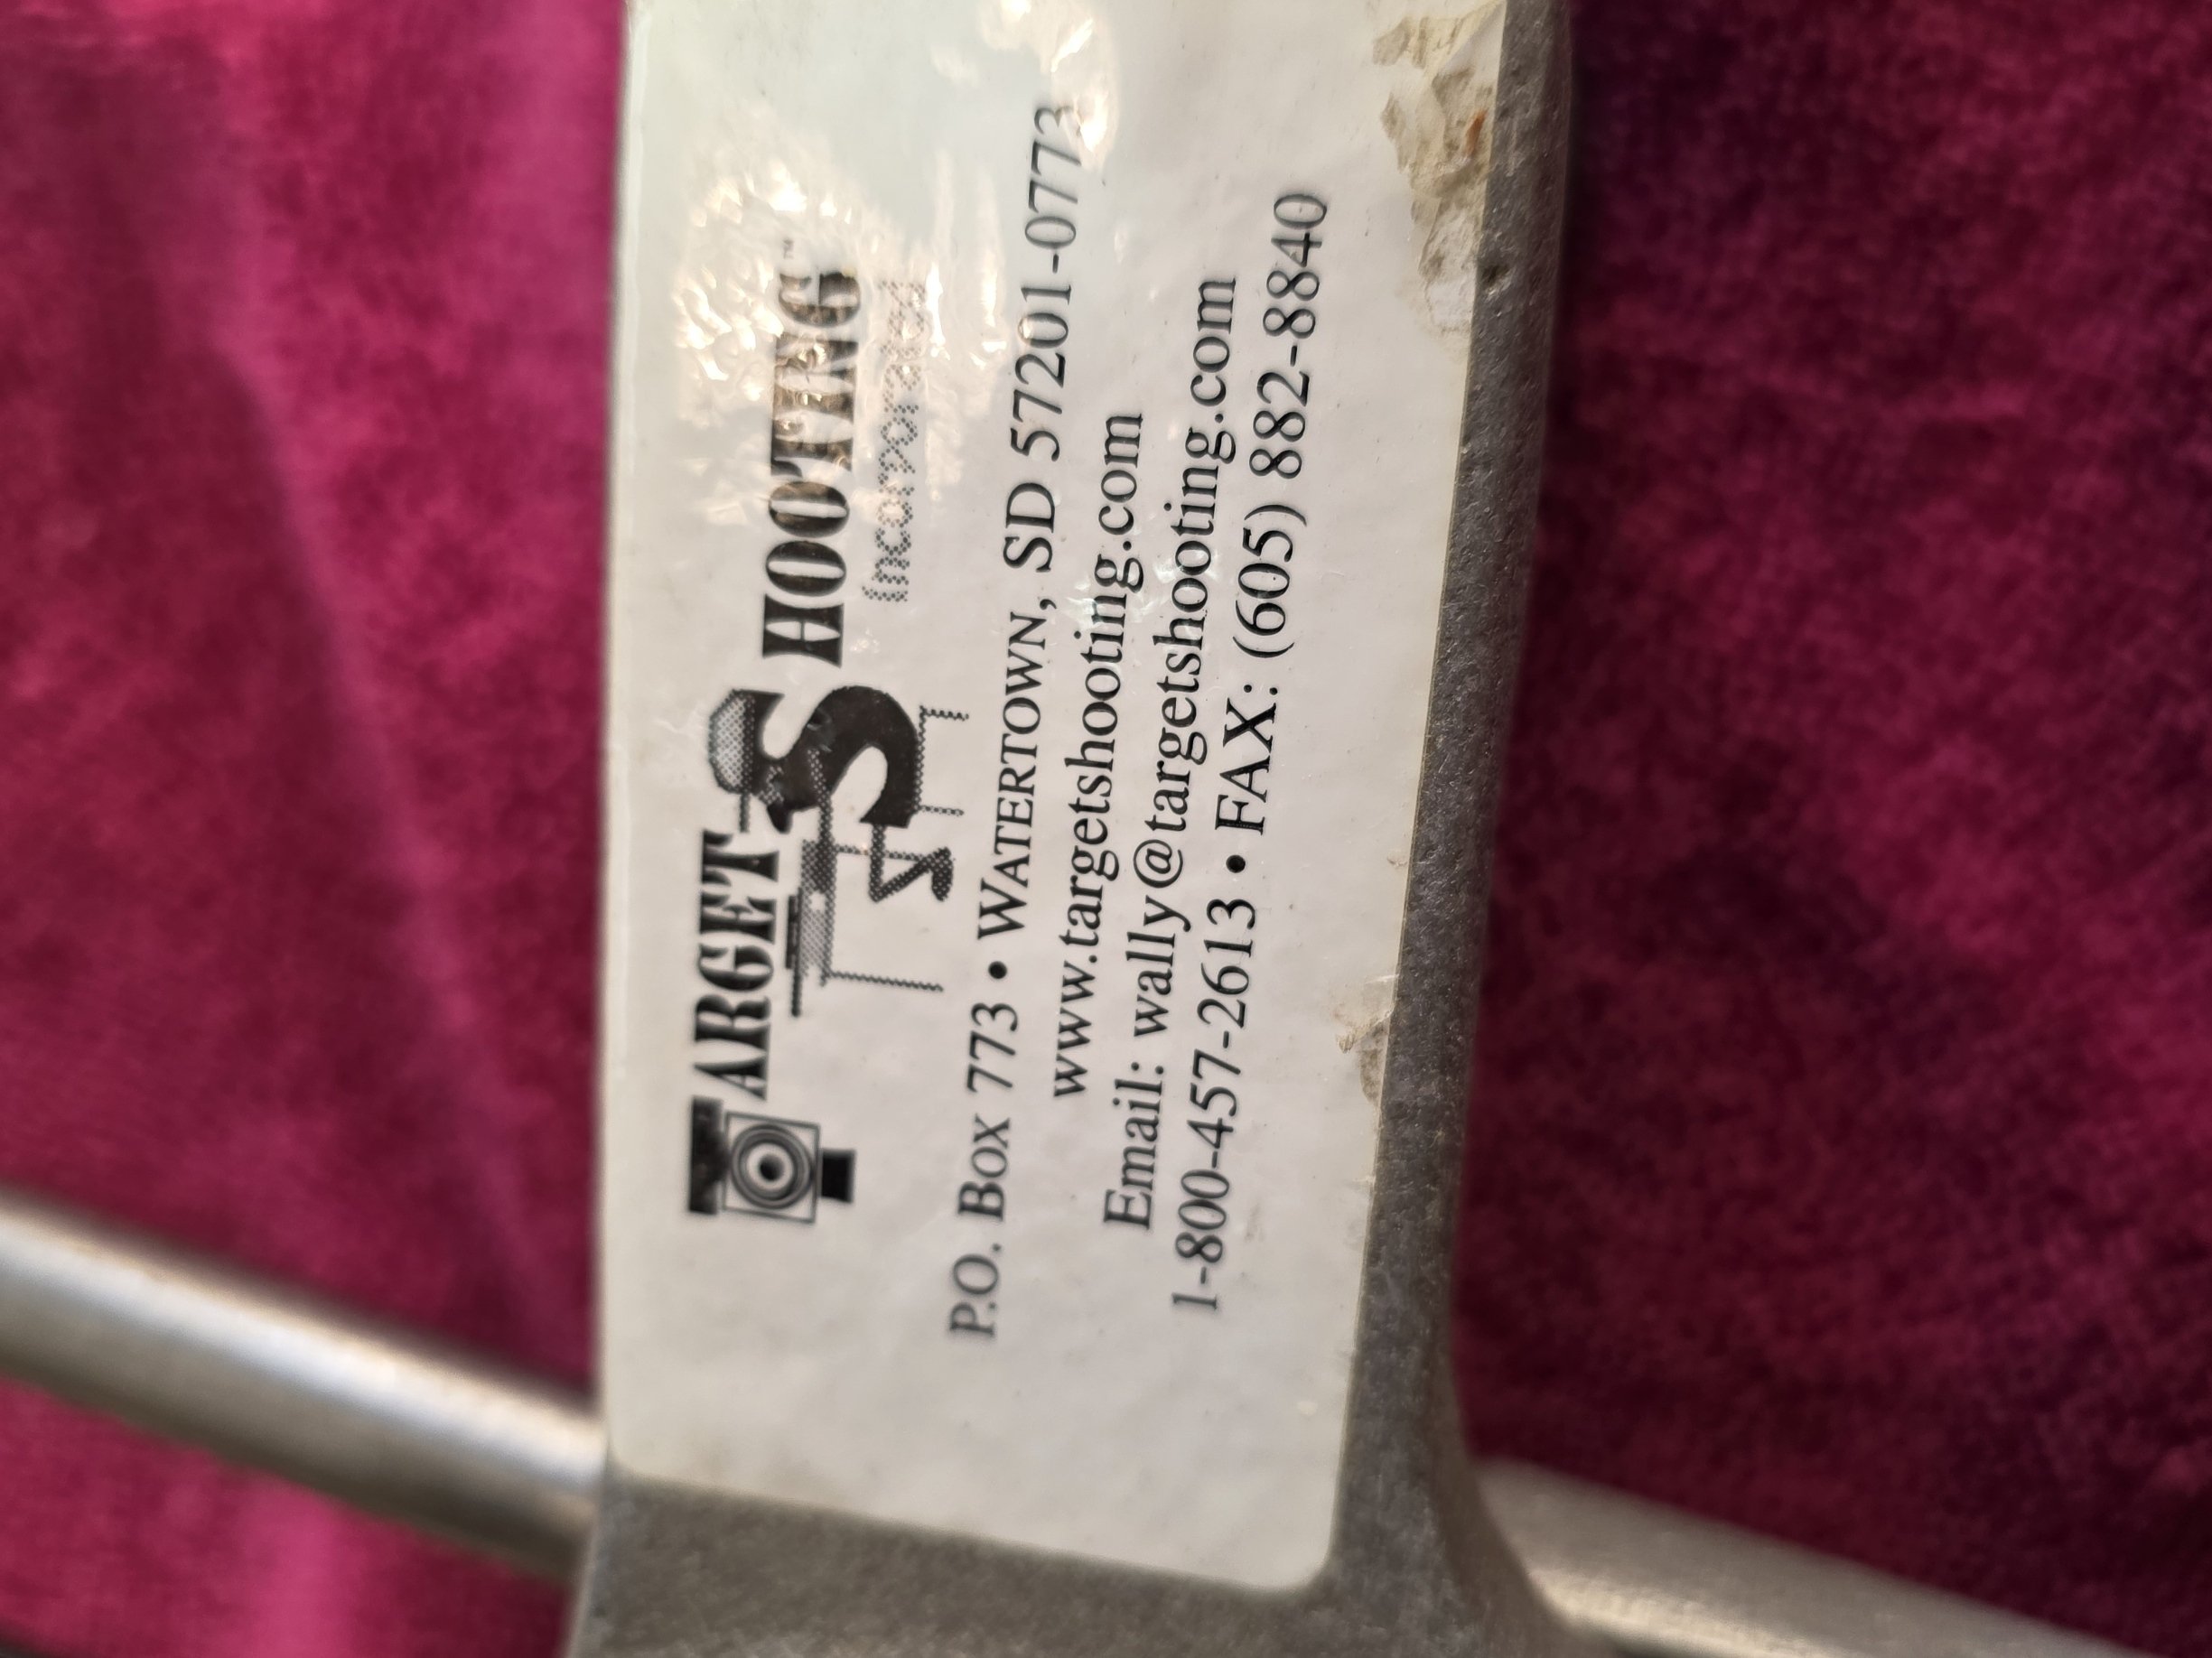 TARGET SHOOTING™
Incorporated
P.O. BOX 773 • WATERTOWN, SD 57201-0773
www.targetshooting.com
Email: wally@targetshooting.com
1-800-457-2613 • FAX: (605) 882-8840